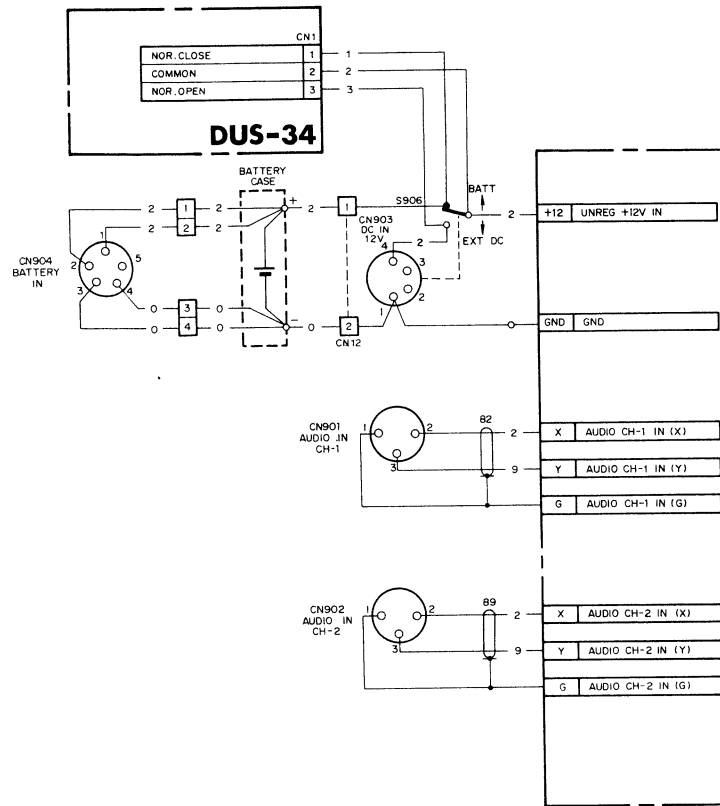 CN1
NOR.CLOSE 1 1
COMMON 2 2
NOR.OPEN 3 3
DUS-34
BATTERY
CASE
2 1 2 + 2 1
2 2 2
S906
BATT
EXT DC
2 +12 UNREG +12V IN
CN903
DC IN
12V
4 2
3
2
1
CN904
BATTERY
IN
1
2
5
3
4
0 3 0
0 4 0 - 0 2
CN12
GND GND
CN901
AUDIO IN
CH-1
1 2
3
82
2 X AUDIO CH-1 IN (X)
9 Y AUDIO CH-1 IN (Y)
G AUDIO CH-1 IN (G)
CN902
AUDIO IN
CH-2
1 2
3
89
2 X AUDIO CH-2 IN (X)
9 Y AUDIO CH-2 IN (Y)
G AUDIO CH-2 IN (G)